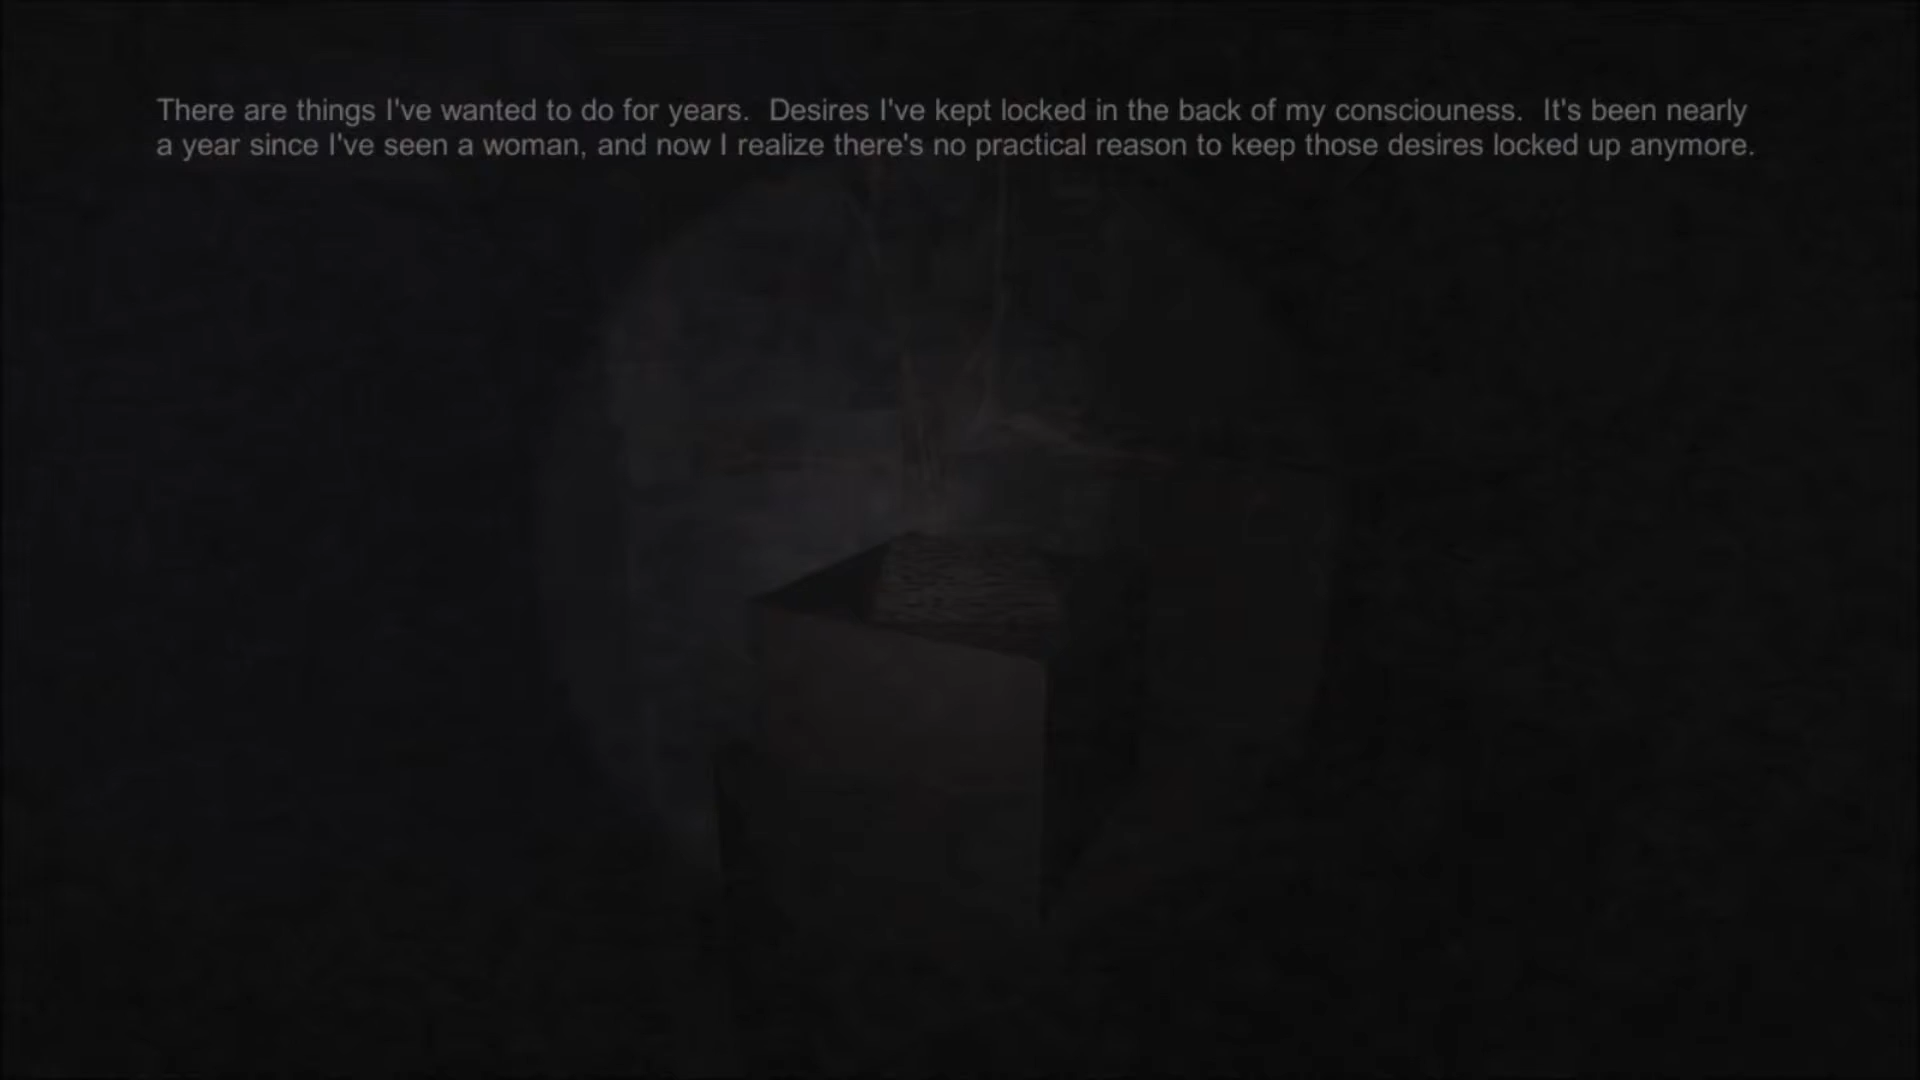 There are things I've wanted to do for years.  Desires I've kept locked in the back of my consciouness.  It's been nearly
a year since I've seen a woman, and now I realize there's no practical reason to keep those desires locked up anymore.